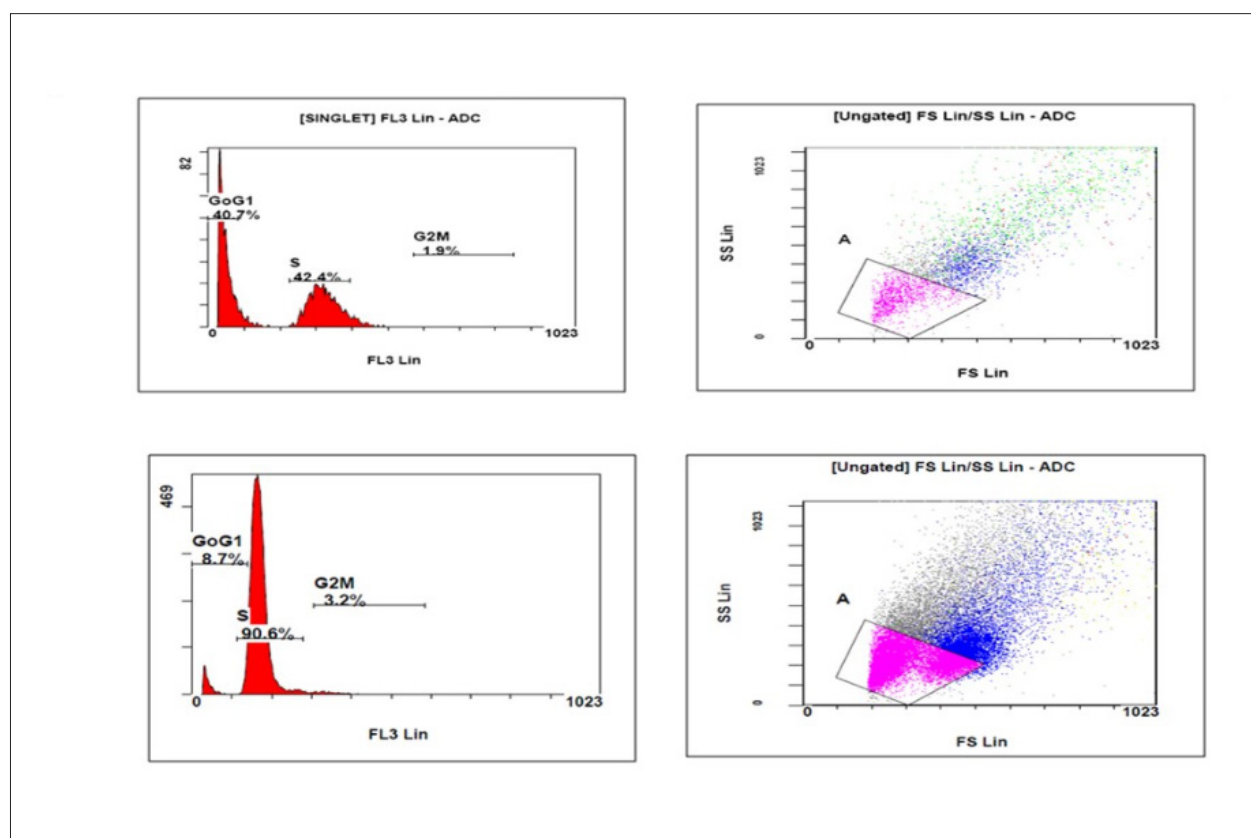 [SINGLET] FL3 Lin - ADC
82
GoG1
40.7%
S
42.4%
G2M
1.9%
0
1023
FL3 Lin
[Ungated] FS Lin/SS Lin - ADC
1023
SS Lin
A
0
0
1023
FS Lin
469
GoG1
8.7%
S
90.6%
G2M
3.2%
0
1023
FL3 Lin
[Ungated] FS Lin/SS Lin - ADC
1023
SS Lin
A
0
0
1023
FS Lin